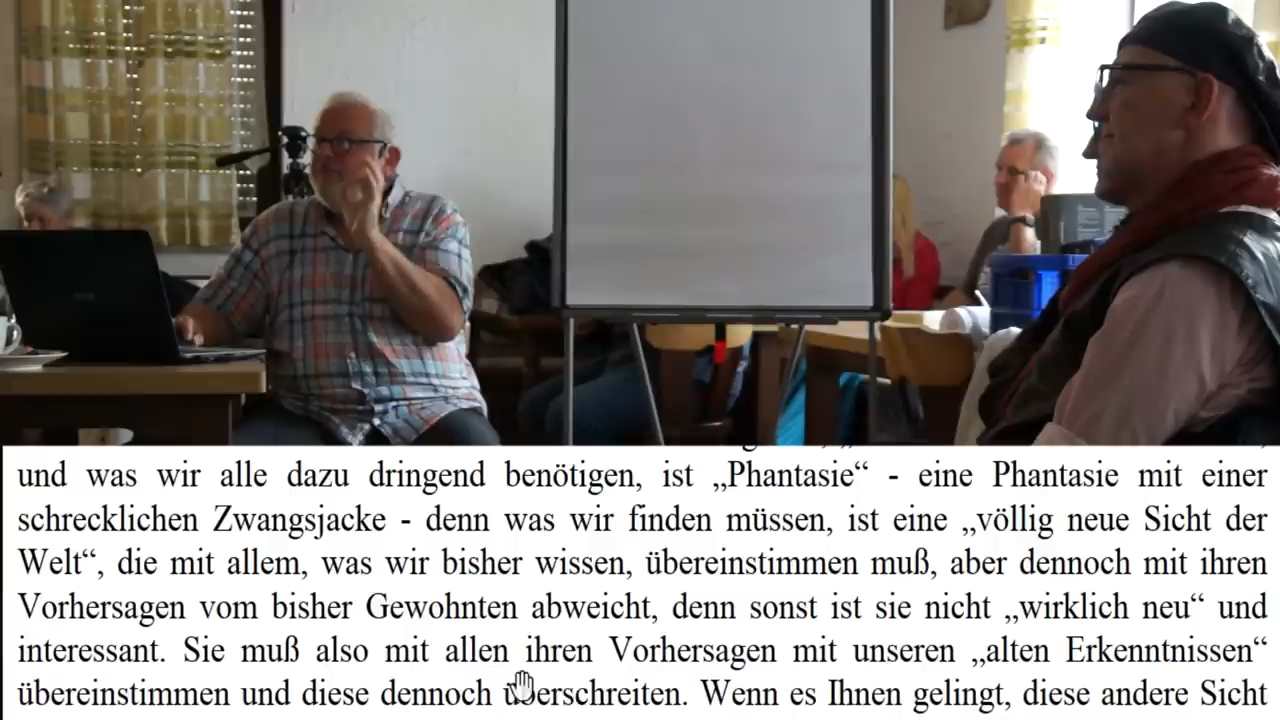 und was wir alle dazu dringend benötigen, ist „Phantasie“ - eine Phantasie mit einer
schrecklichen Zwangsjacke - denn was wir finden müssen, ist eine „völlig neue Sicht der
Welt“, die mit allem, was wir bisher wissen, übereinstimmen muß, aber dennoch mit ihren
Vorhersagen vom bisher Gewohnten abweicht, denn sonst ist sie nicht „wirklich neu“ und
interessant. Sie muß also mit allen ihren Vorhersagen mit unseren „alten Erkenntnissen“
übereinstimmen und diese dennoch überschreiten. Wenn es Ihnen gelingt, diese andere Sicht